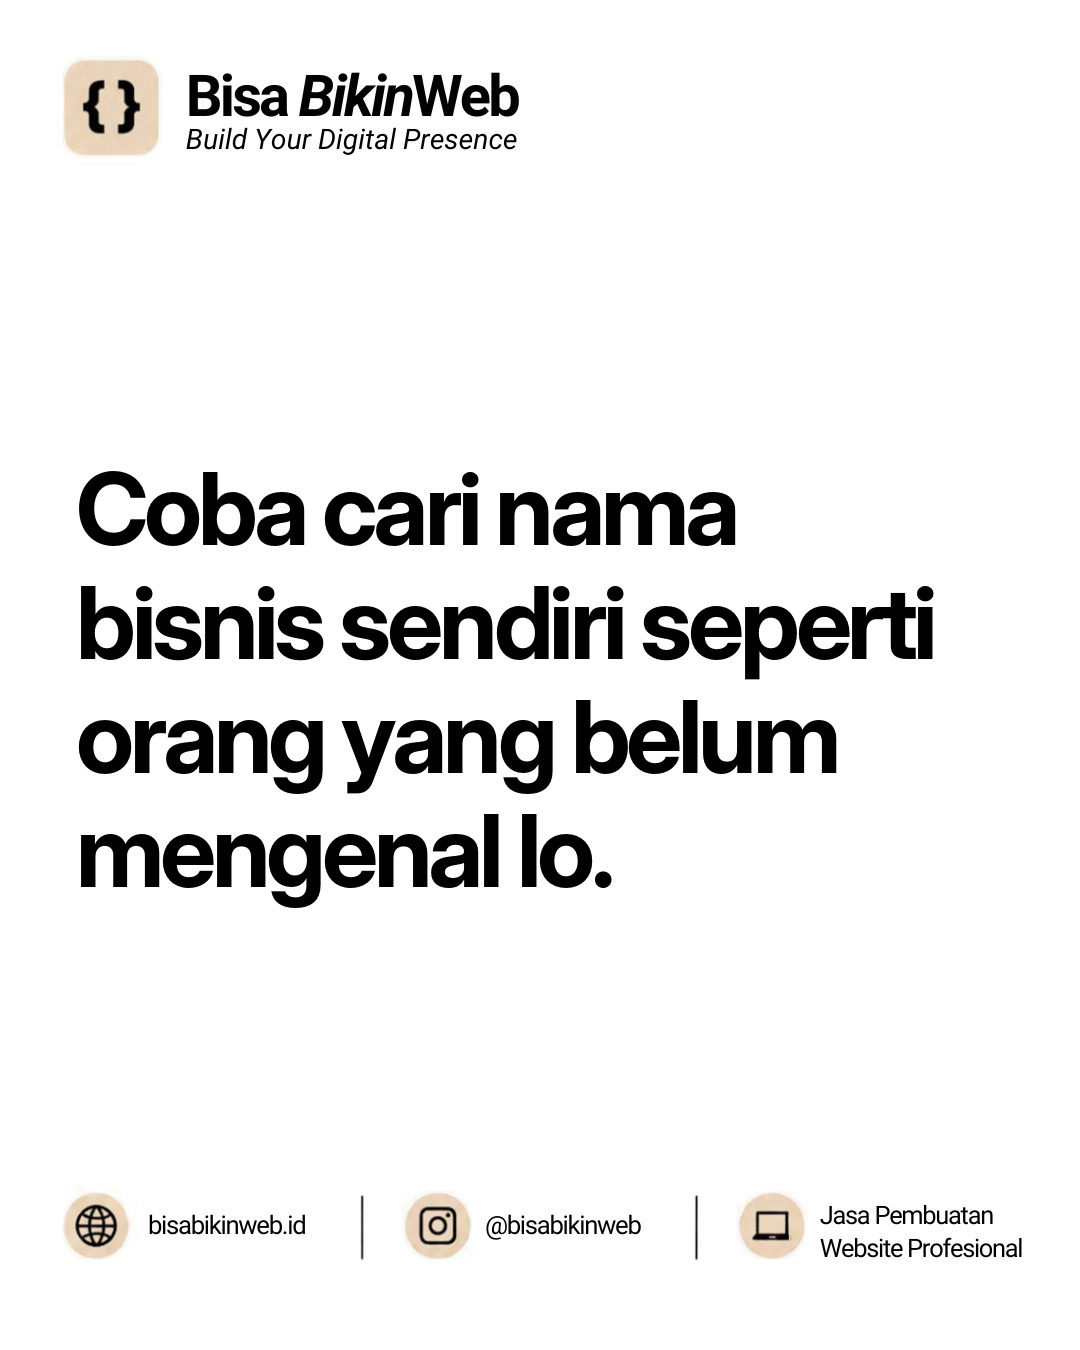 { }
Bisa BikinWeb
Build Your Digital Presence
Coba cari nama
bisnis sendiri seperti
orang yang belum
mengenal lo.
bisabikinweb.id
@bisabikinweb
Jasa Pembuatan
Website Profesional